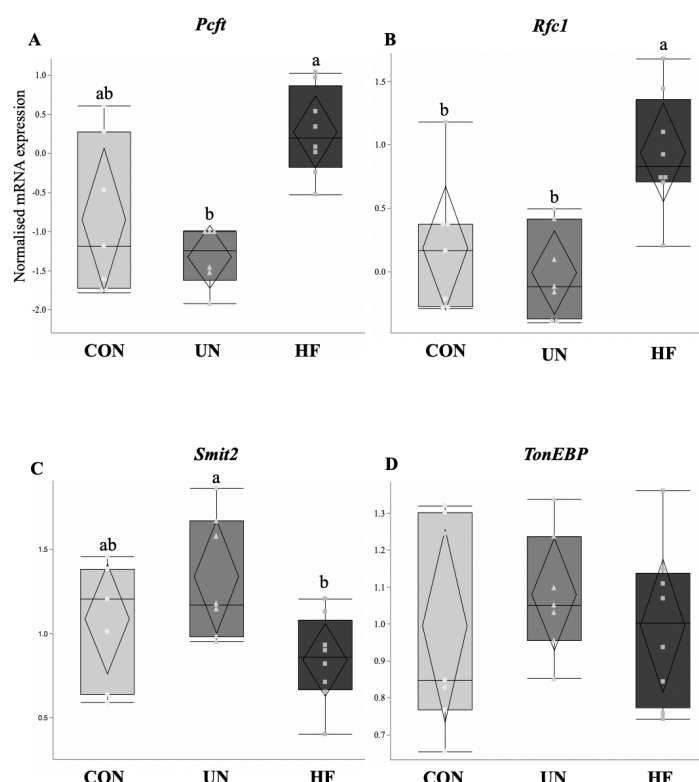 A
Pcft
Normalised mRNA expression
1.0
0.5
0.0
-0.5
-1.0
-1.5
-2.0
ab
b
a
CON UN HF
B
Rfc1
1.5
1.0
0.5
0.0
b
b
a
CON UN HF
C
Smit2
1.5
1.0
0.5
ab
a
b
CON UN HF
D
TonEBP
1.3
1.2
1.1
1.0
0.9
0.8
0.7
CON UN HF